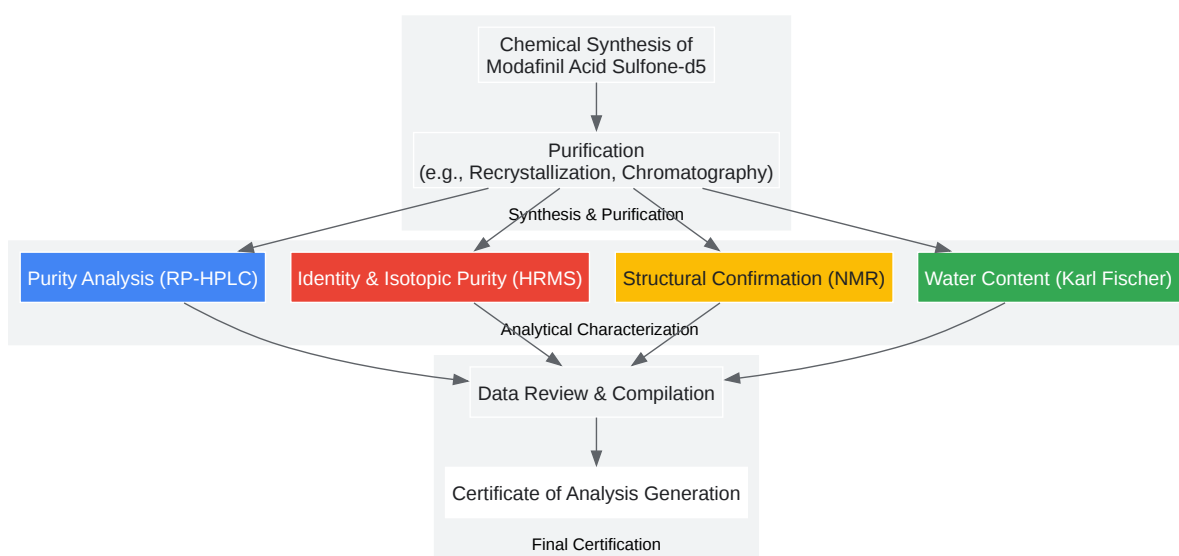 Chemical Synthesis of
Modafinil Acid Sulfone-d5
Purification
(e.g., Recrystallization, Chromatography)
Synthesis & Purification
Purity Analysis (RP-HPLC)
Identity & Isotopic Purity (HRMS)
Structural Confirmation (NMR)
Water Content (Karl Fischer)
Analytical Characterization
Data Review & Compilation
Certificate of Analysis Generation
Final Certification